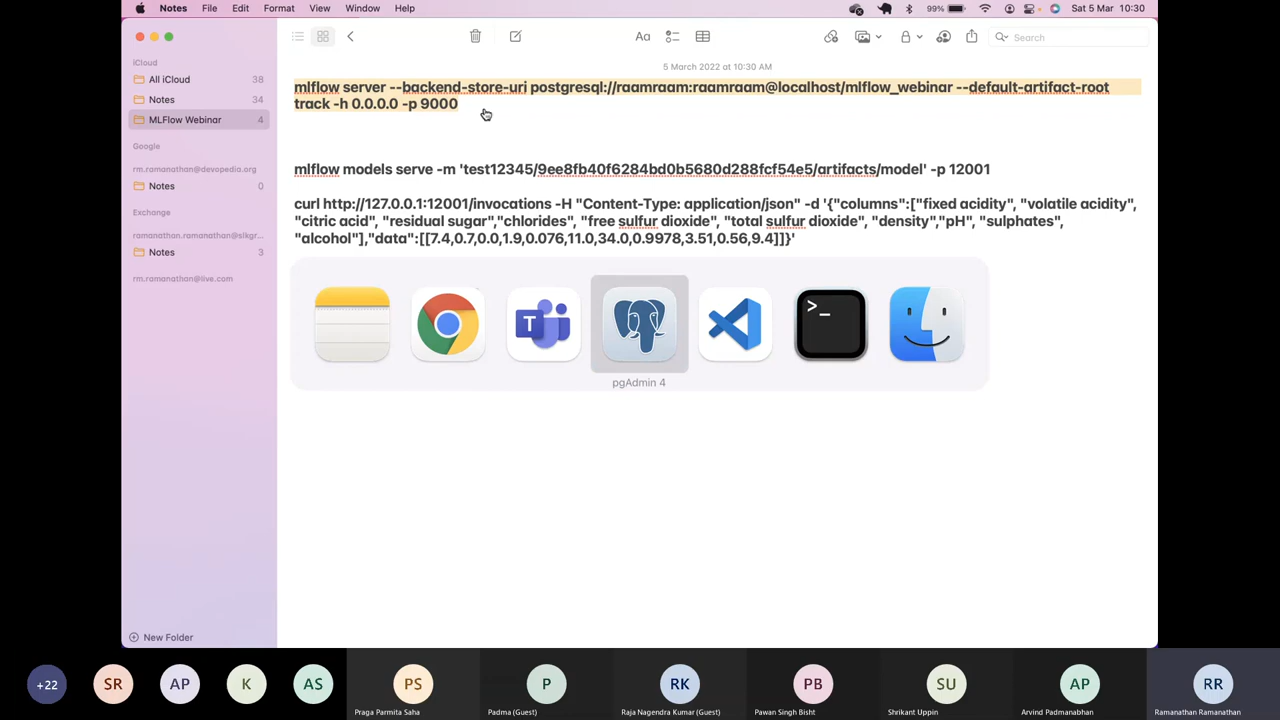 Notes File Edit Format View Window Help 99% Sat 5 Mar 10:30
Aa Search
iCloud
All iCloud 38
Notes 34
MLFlow Webinar 4
Google
rm.ramanathan@devopedia.org
Notes 0
Exchange
ramanathan.ramanathan@slkgr...
Notes 3
rm.ramanathan@live.com
New Folder
5 March 2022 at 10:30 AM
mlflow server --backend-store-uri postgresql://raamraam:raamraam@localhost/mlflow_webinar --default-artifact-root
track -h 0.0.0.0 -p 9000
mlflow models serve -m 'test12345/9ee8fb40f6284bd0b5680d288fcf54e5/artifacts/model' -p 12001
curl http://127.0.0.1:12001/invocations -H "Content-Type: application/json" -d '{"columns":["fixed acidity", "volatile acidity",
"citric acid", "residual sugar","chlorides", "free sulfur dioxide", "total sulfur dioxide", "density","pH", "sulphates",
"alcohol"],"data":[[7.4,0.7,0.0,1.9,0.076,11.0,34.0,0.9978,3.51,0.56,9.4]]}'
T
>_
pgAdmin 4
+22 SR AP K AS PS P RK PB SU AP RR
Praga Parmita Saha Padma (Guest) Raja Nagendra Kumar (Guest) Pawan Singh Bisht Shrikant Uppin Arvind Padmanabhan Ramanathan Ramanathan